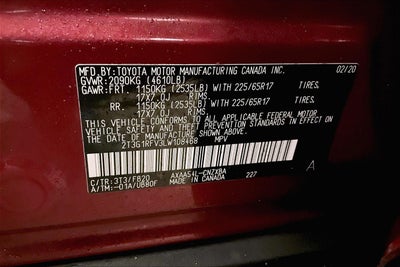 MFD. BY: TOYOTA MOTOR MANUFACTURING CANADA INC. 02/20
GVWR: 2090KG (4610LB)
GAWR: FRT. 1150KG (2535LB) WITH 225/65R17 TIRES,
17X7.0J RIMS,
RR. 1150KG (2535LB) WITH 225/65R17 TIRES,
17X7.0J RIMS,
THIS VEHICLE CONFORMS TO ALL APPLICABLE FEDERAL MOTOR
VEHICLE SAFETY AND
STANDARDS IN EFFECT ON THE DATE OF
MANUFACTURE SHOWN ABOVE.
2T3G1RFV3LW108468 MPV
A
C/TR: 3T3/FB20 AXAA54L-CNZXBA
A/TM: -01A/UB80F MADE IN CANADA 227